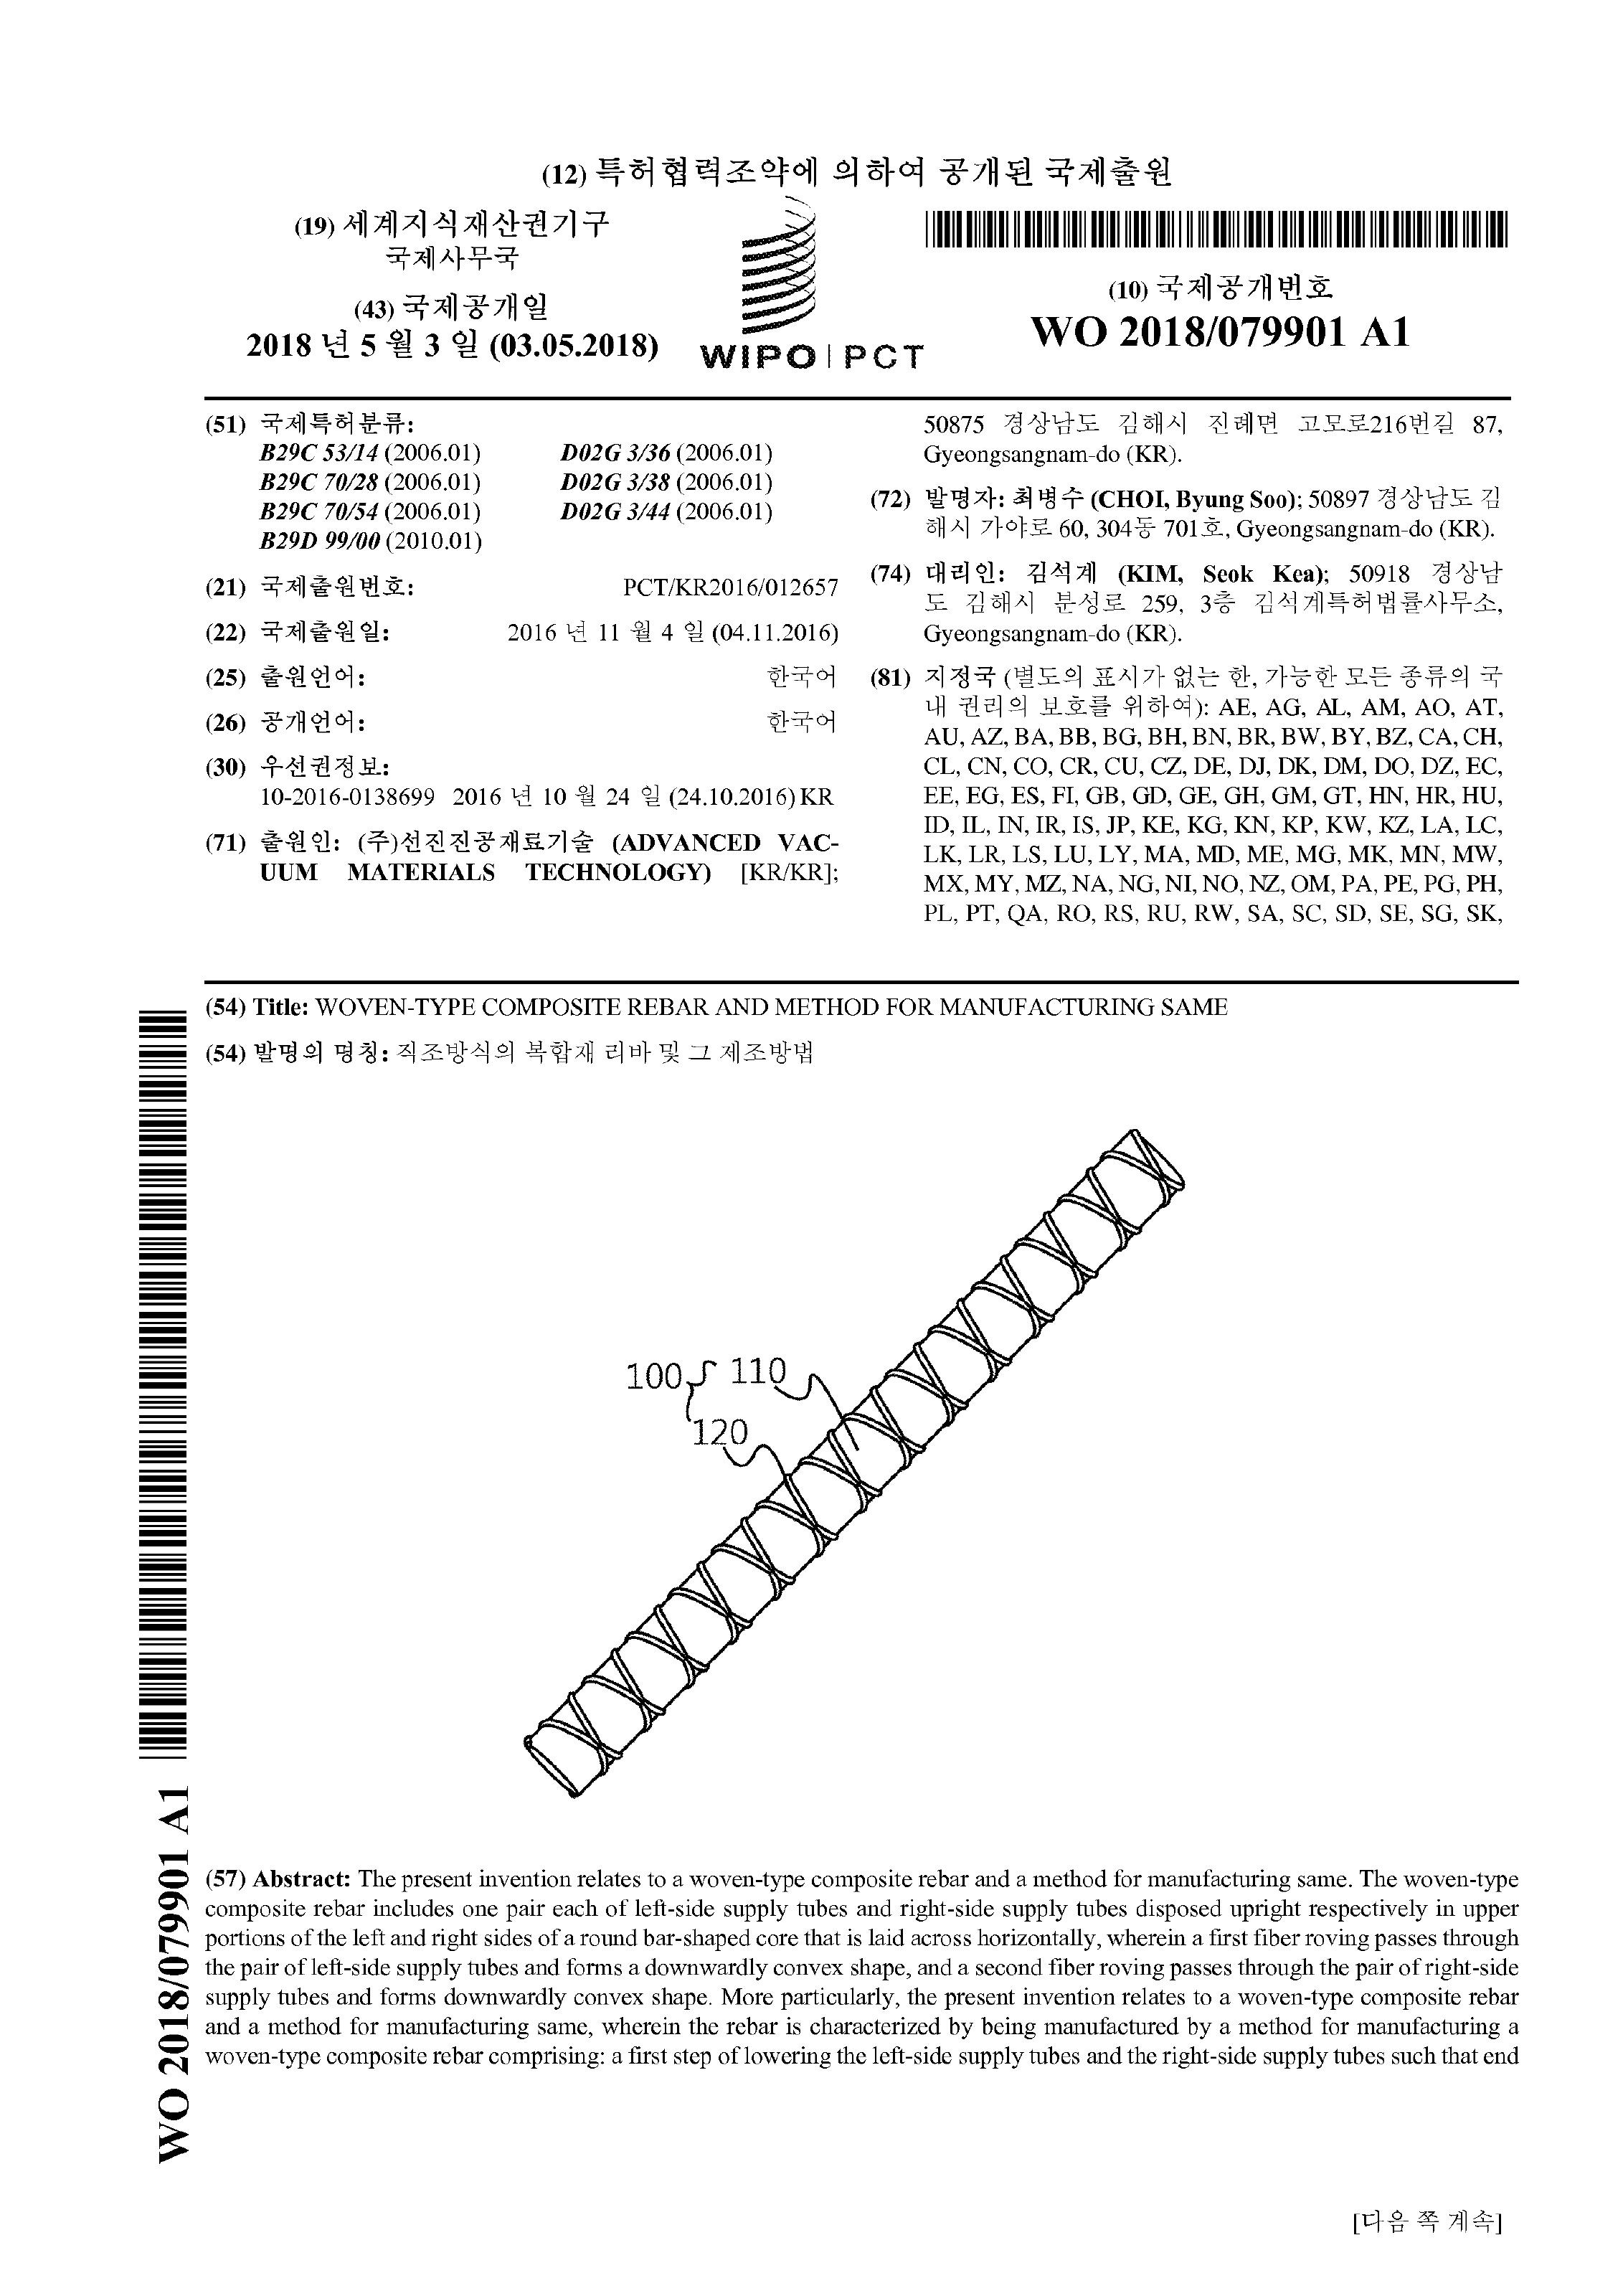 (12) 특허협력조약에 의하여 공개된 국제출원
(19) 세계지식재산권기구
국제사무국
(43) 국제공개일
2018 년 5 월 3 일 (03.05.2018)
WIPO | PCT
(10) 국제공개번호
WO 2018/079901 A1
(51) 국제특허분류:
B29C 53/14 (2006.01) D02G 3/36 (2006.01)
B29C 70/28 (2006.01) D02G 3/38 (2006.01)
B29C 70/54 (2006.01) D02G 3/44 (2006.01)
B29D 99/00 (2010.01)
(21) 국제출원번호: PCT/KR2016/012657
(22) 국제출원일: 2016 년 11 월 4 일 (04.11.2016)
(25) 출원언어: 한국어
(26) 공개언어: 한국어
(30) 우선권정보:
10-2016-0138699 2016 년 10 월 24 일 (24.10.2016) KR
(71) 출원인: (주)선진진공재료기술 (ADVANCED VAC-
UUM MATERIALS TECHNOLOGY) [KR/KR];
50875 경상남도 김해시 진례면 고모로216번길 87,
Gyeongsangnam-do (KR).
(72) 발명자: 최병수 (CHOI, Byung Soo); 50897 경상남도 김
해시 가야로 60, 304동 701호, Gyeongsangnam-do (KR).
(74) 대리인: 김석계 (KIM, Seok Kea); 50918 경상남
도 김해시 분성로 259, 3층 김석계특허법률사무소,
Gyeongsangnam-do (KR).
(81) 지정국 (별도의 표시가 없는 한, 가능한 모든 종류의 국
내 권리의 보호를 위하여): AE, AG, AL, AM, AO, AT,
AU, AZ, BA, BB, BG, BH, BN, BR, BW, BY, BZ, CA, CH,
CL, CN, CO, CR, CU, CZ, DE, DJ, DK, DM, DO, DZ, EC,
EE, EG, ES, FI, GB, GD, GE, GH, GM, GT, HN, HR, HU,
ID, IL, IN, IR, IS, JP, KE, KG, KN, KP, KW, KZ, LA, LC,
LK, LR, LS, LU, LY, MA, MD, ME, MG, MK, MN, MW,
MX, MY, MZ, NA, NG, NI, NO, NZ, OM, PA, PE, PG, PH,
PL, PT, QA, RO, RS, RU, RW, SA, SC, SD, SE, SG, SK,
(54) Title: WOVEN-TYPE COMPOSITE REBAR AND METHOD FOR MANUFACTURING SAME
(54) 발명의 명칭: 직조방식의 복합재 리바 및 그 제조방법
100 110
120
(57) Abstract: The present invention relates to a woven-type composite rebar and a method for manufacturing same. The woven-type
composite rebar includes one pair each of left-side supply tubes and right-side supply tubes disposed upright respectively in upper
portions of the left and right sides of a round bar-shaped core that is laid across horizontally, wherein a first fiber roving passes through
the pair of left-side supply tubes and forms a downwardly convex shape, and a second fiber roving passes through the pair of right-side
supply tubes and forms downwardly convex shape. More particularly, the present invention relates to a woven-type composite rebar
and a method for manufacturing same, wherein the rebar is characterized by being manufactured by a method for manufacturing a
woven-type composite rebar comprising: a first step of lowering the left-side supply tubes and the right-side supply tubes such that end
WO 2018/079901 A1
[다음 쪽 계속]